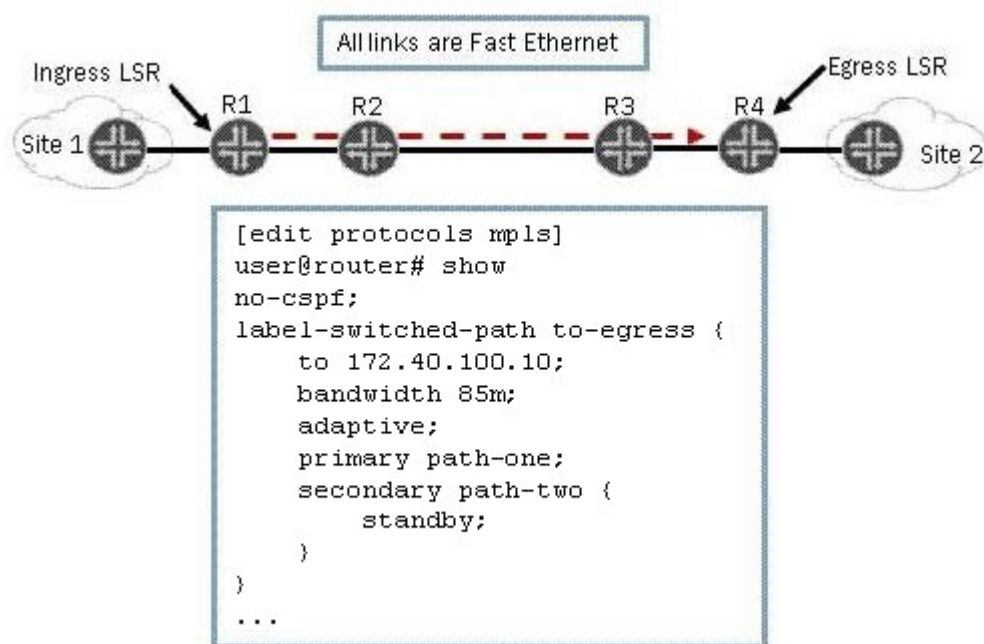 All links are Fast Ethernet
Ingress LSR
Egress LSR
R1
R2
R3
R4
Site 1
Site 2
[edit protocols mpls]
user@router# show
no-cspf;
label-switched-path to-egress {
    to 172.40.100.10;
    bandwidth 85m;
    adaptive;
    primary path-one;
    secondary path-two {
        standby;
    }
}
...